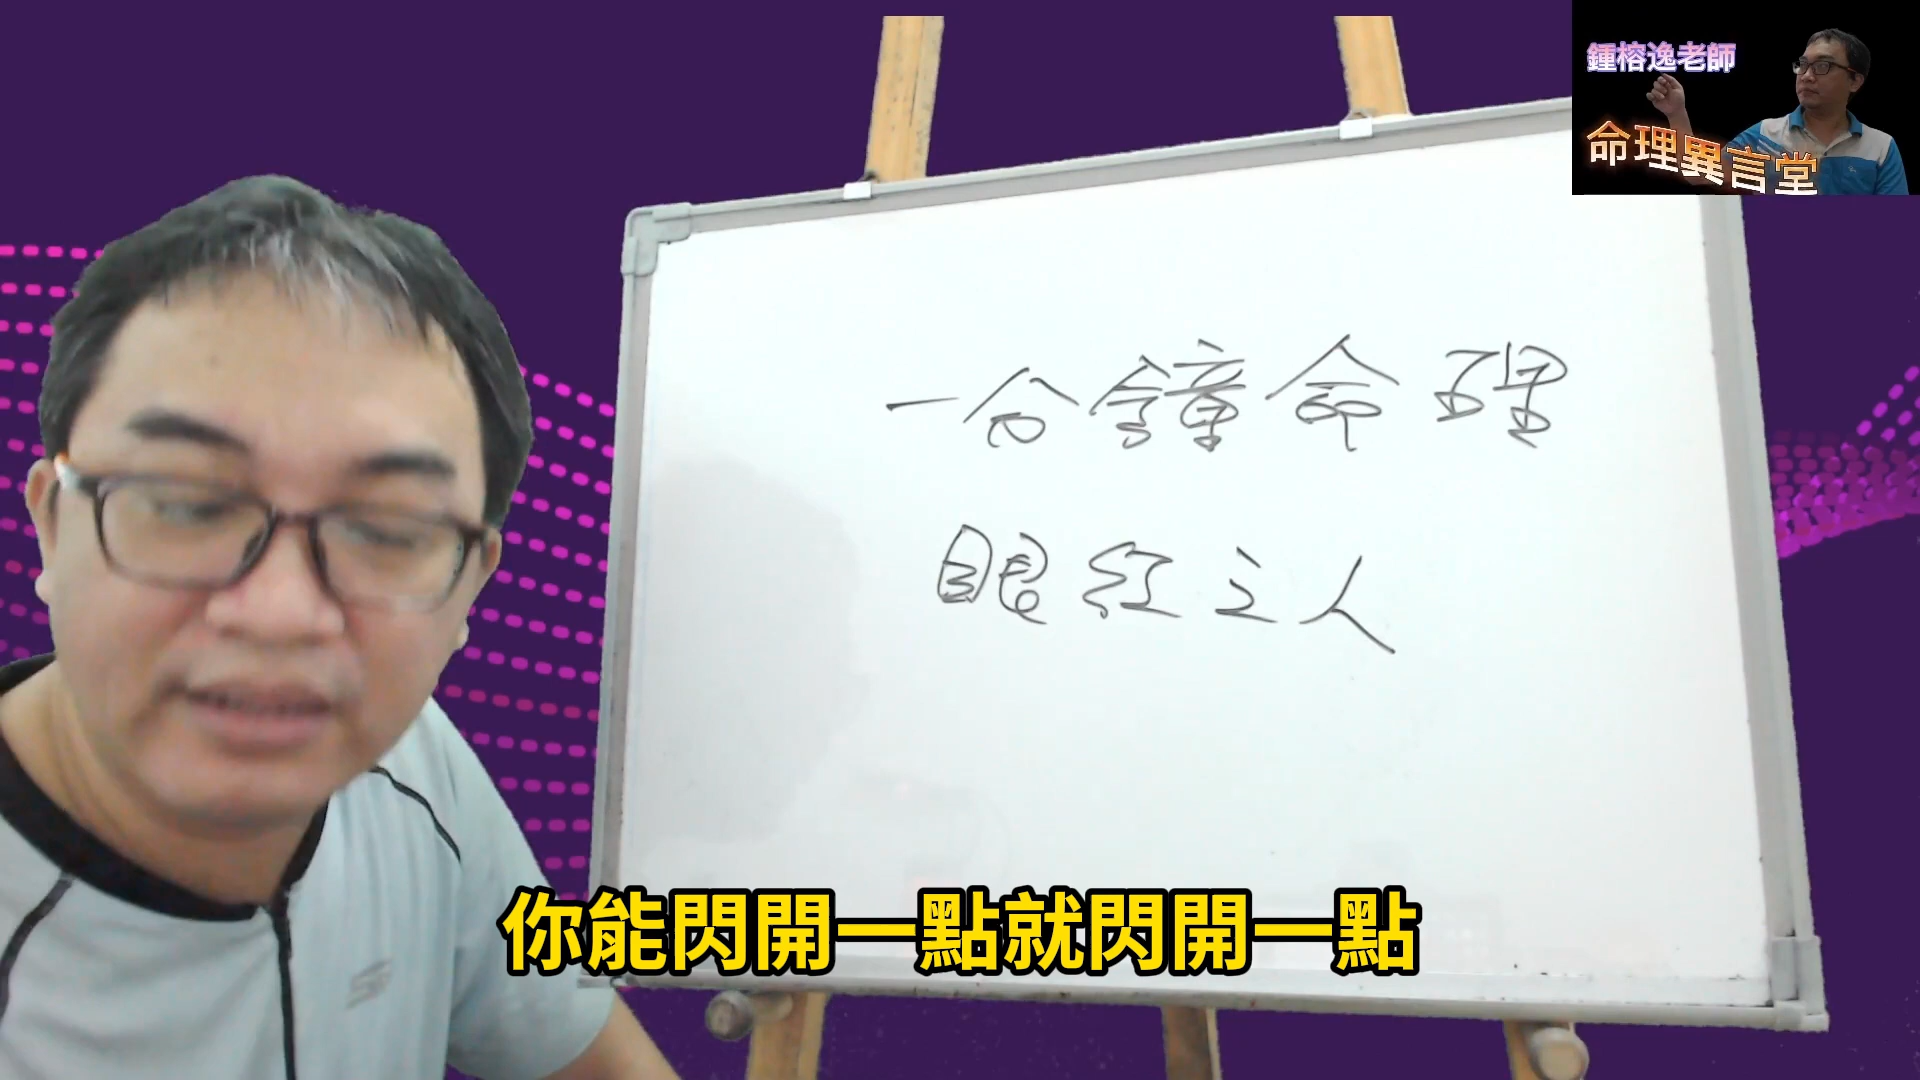 鍾榕逸老師
命理異言堂
一分鐘命理
眼紅之人
你能閃開一點就閃開一點